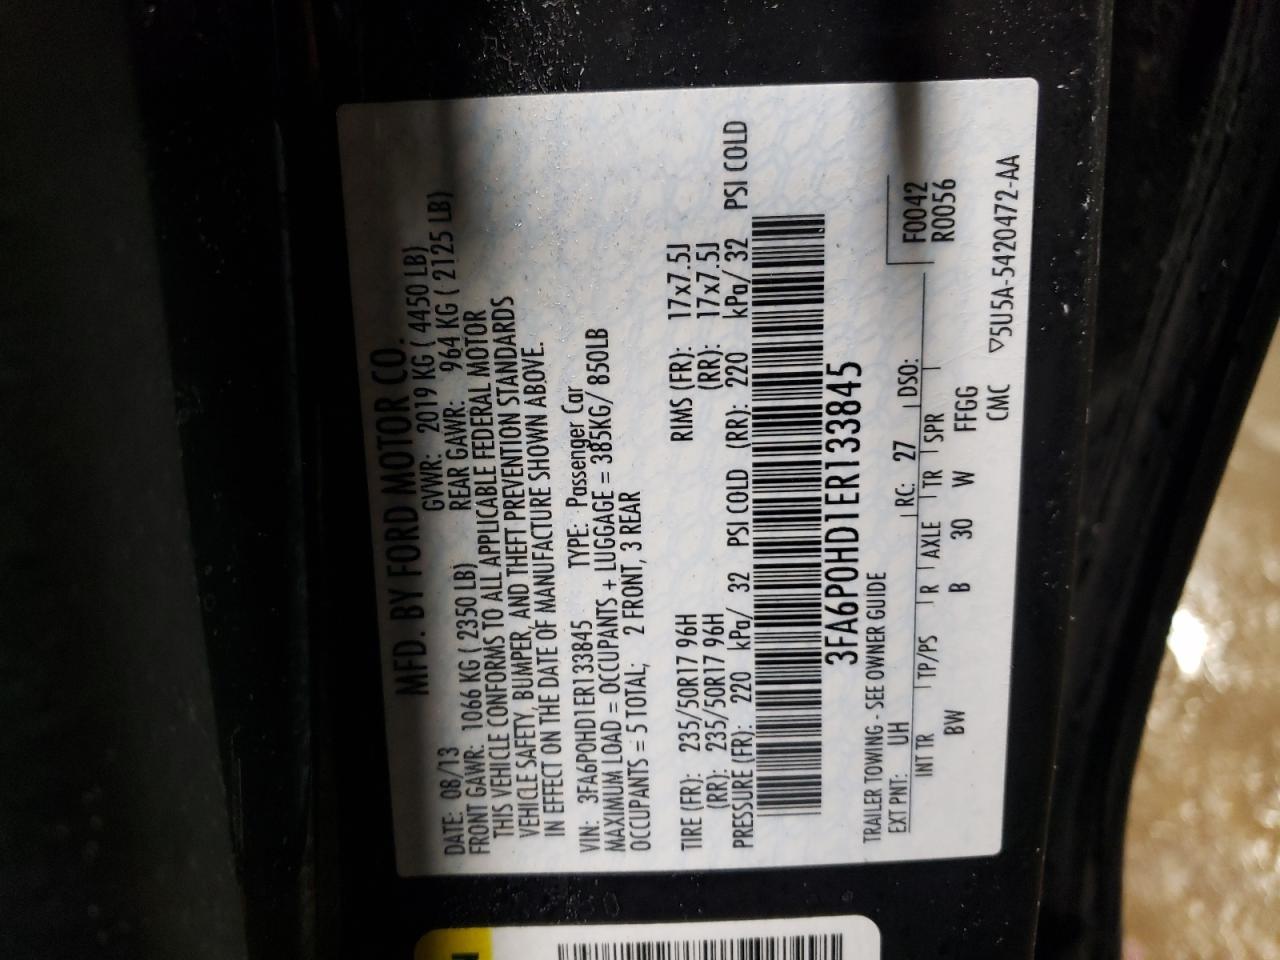 MFD. BY FORD MOTOR CO.
DATE: 08/13 GVWR: 2019 KG ( 4450 LB)
FRONT GAWR: 1066 KG ( 2350 LB) REAR GAWR: 964 KG ( 2125 LB)
THIS VEHICLE CONFORMS TO ALL APPLICABLE FEDERAL MOTOR
VEHICLE SAFETY, BUMPER, AND THEFT PREVENTION STANDARDS
IN EFFECT ON THE DATE OF MANUFACTURE SHOWN ABOVE.
VIN: 3FA6P0HD1ER133845 TYPE: Passenger Car
MAXIMUM LOAD = OCCUPANTS + LUGGAGE = 385KG/ 850LB
OCCUPANTS = 5 TOTAL; 2 FRONT, 3 REAR
TIRE (FR): 235/50R17 96H RIMS (FR): 17x7.5J
(RR): 235/50R17 96H (RR): 17x7.5J
PRESSURE (FR): 220 kPa/ 32 PSI COLD (RR): 220 kPa/ 32 PSI COLD
3FA6P0HD1ER133845
TRAILER TOWING - SEE OWNER GUIDE
EXT PNT: UH RC: 27 DSO: F0042
INT TR TP/PS R AXLE TR SPR R0056
BW B 30 W FFGG
CMC ▽5U5A-5420472-AA